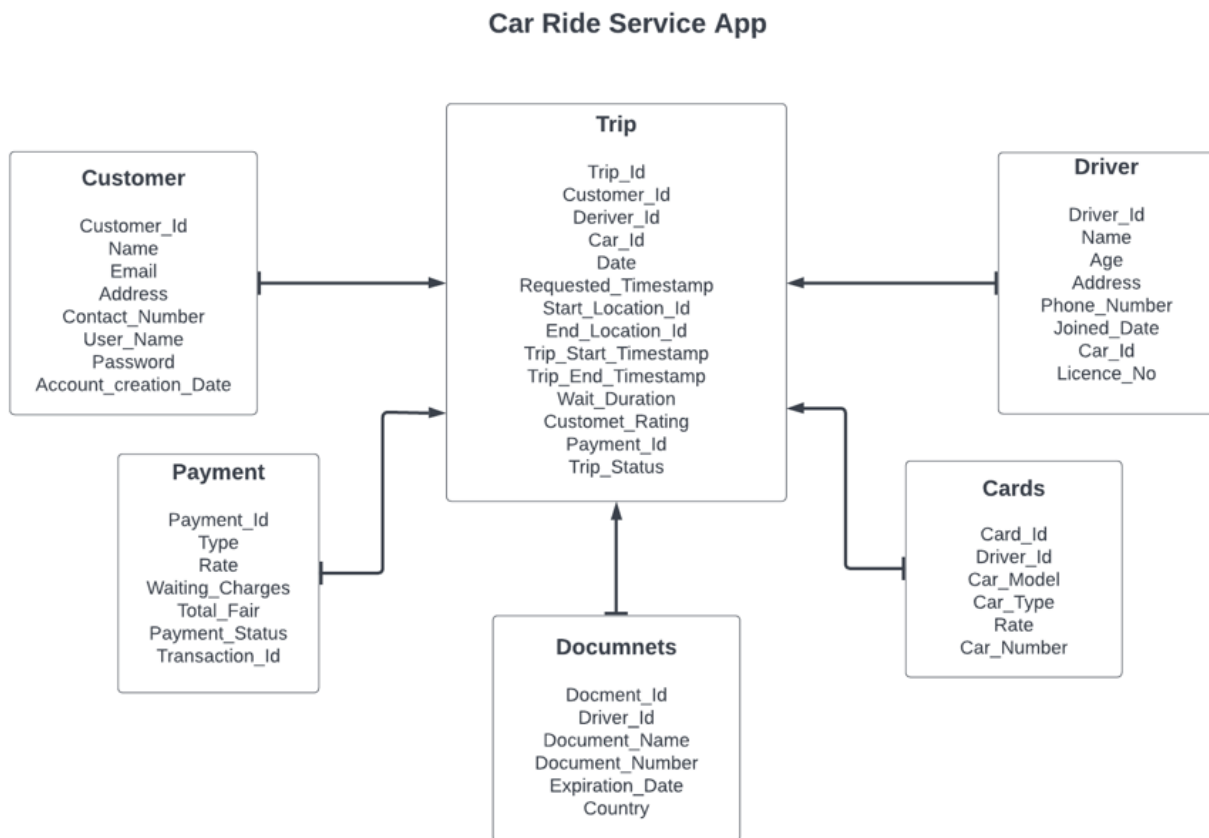 Car Ride Service App
Customer
Customer_Id
Name
Email
Address
Contact_Number
User_Name
Password
Account_creation_Date
Trip
Trip_Id
Customer_Id
Deriver_Id
Car_Id
Date
Requested_Timestamp
Start_Location_Id
End_Location_Id
Trip_Start_Timestamp
Trip_End_Timestamp
Wait_Duration
Customet_Rating
Payment_Id
Trip_Status
Driver
Driver_Id
Name
Age
Address
Phone_Number
Joined_Date
Car_Id
Licence_No
Payment
Payment_Id
Type
Rate
Waiting_Charges
Total_Fair
Payment_Status
Transaction_Id
Documnets
Docment_Id
Driver_Id
Document_Name
Document_Number
Expiration_Date
Country
Cards
Card_Id
Driver_Id
Car_Model
Car_Type
Rate
Car_Number